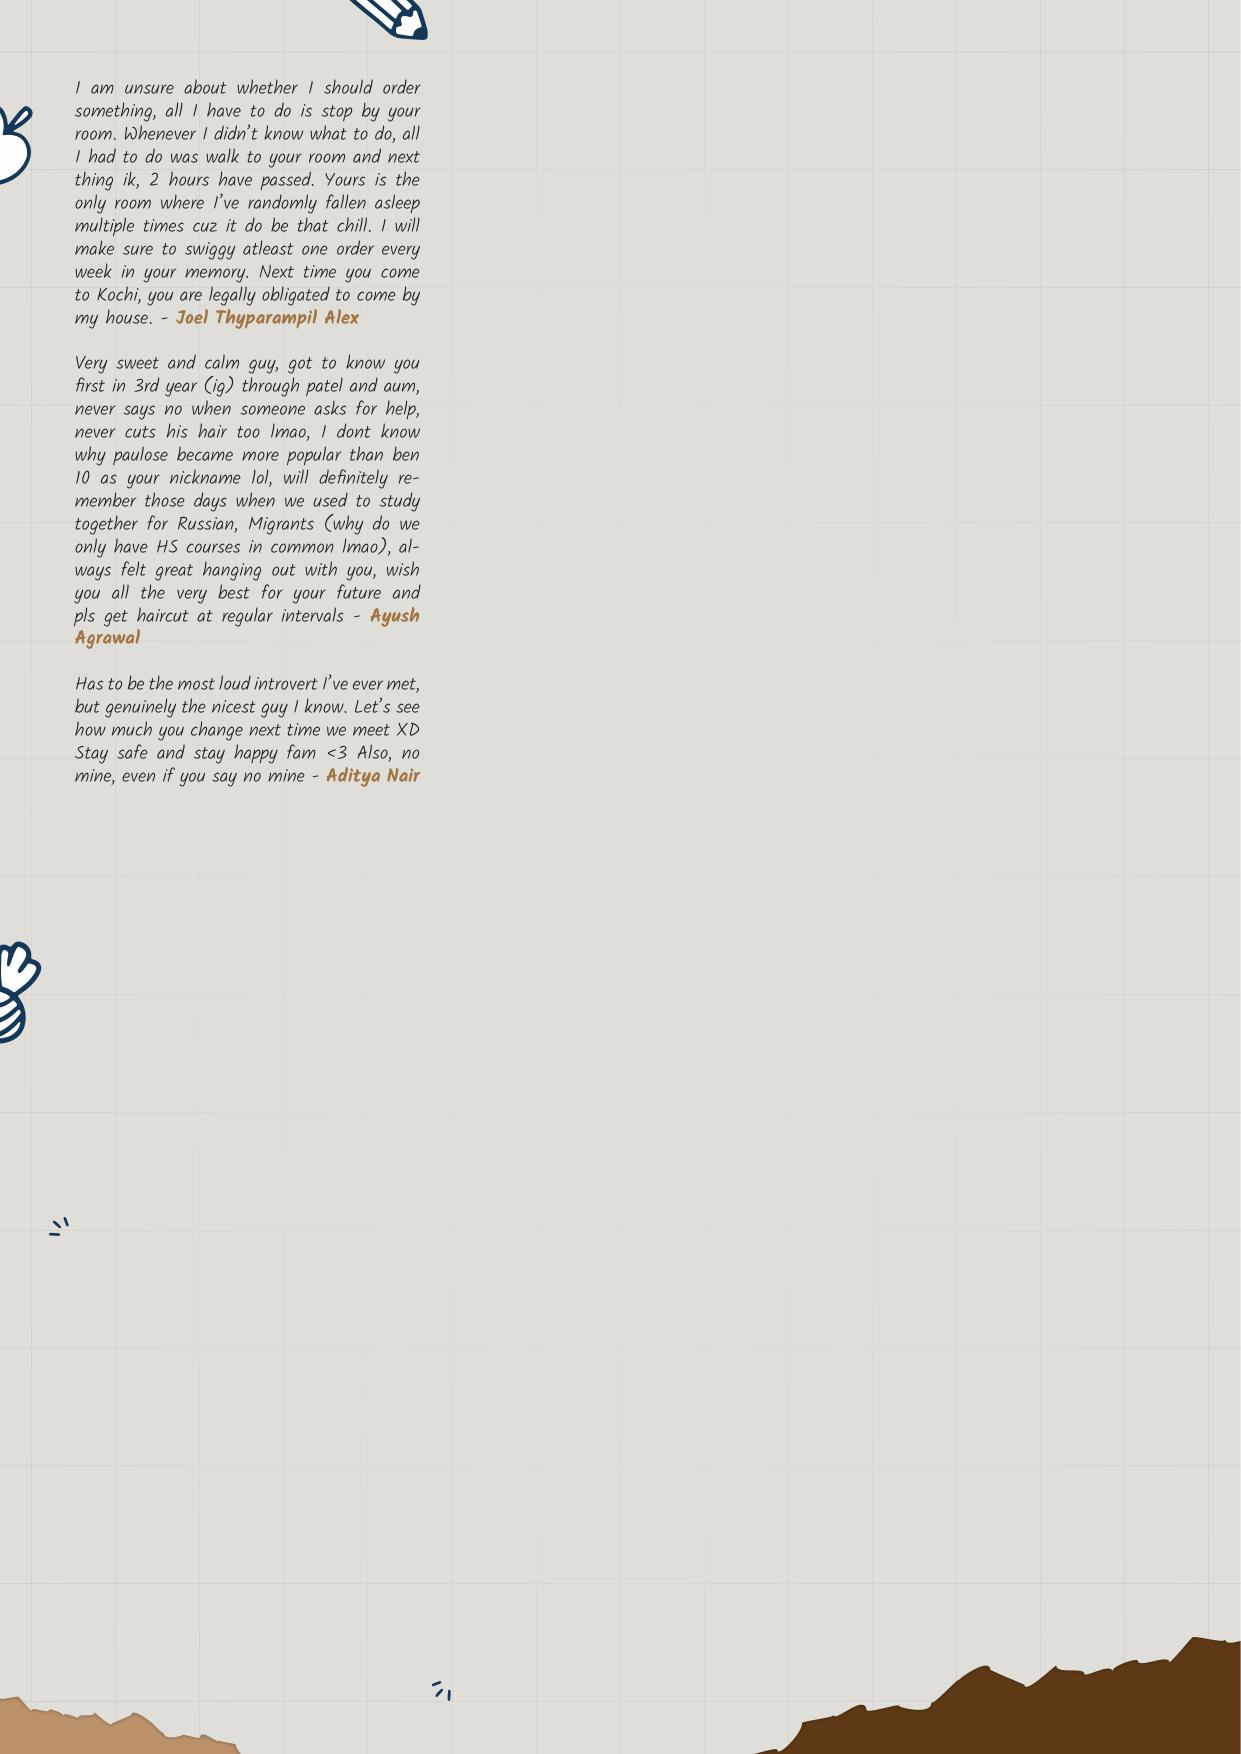 I am unsure about whether I should order
something, all I have to do is stop by your
room. Whenever I didn't know what to do, all
I had to do was walk to your room and next
thing ik, 2 hours have passed. Yours is the
only room where I've randomly fallen asleep
multiple times cuz it do be that chill. I will
make sure to swiggy atleast one order every
week in your memory. Next time you come
to Kochi, you are legally obligated to come by
my house. - Joel Thyparampil Alex
Very sweet and calm guy, got to know you
first in 3rd year (ig) through patel and aum,
never says no when someone asks for help,
never cuts his hair too lmao, I dont know
why paulose became more popular than ben
10 as your nickname lol, will definitely re-
member those days when we used to study
together for Russian, Migrants (why do we
only have HS courses in common lmao), al-
ways felt great hanging out with you, wish
you all the very best for your future and
pls get haircut at regular intervals - Ayush
Agrawal
Has to be the most loud introvert I've ever met,
but genuinely the nicest guy I know. Let's see
how much you change next time we meet XD
Stay safe and stay happy fam <3 Also, no
mine, even if you say no mine - Aditya Nair